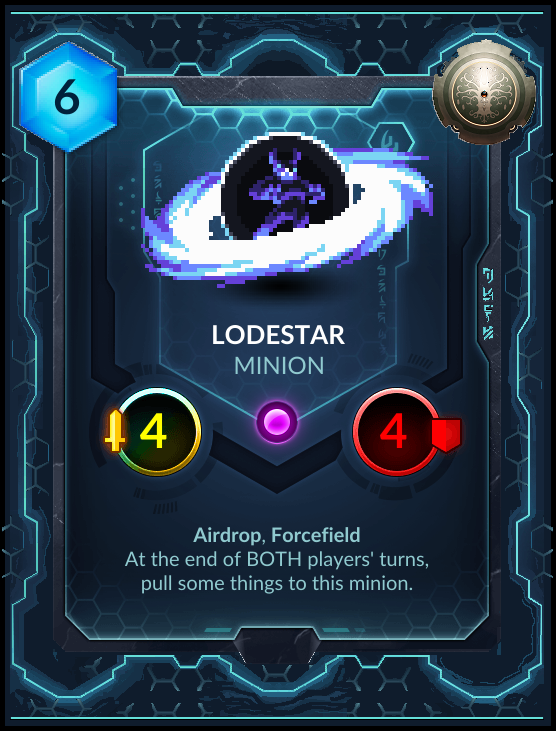 6
LODESTAR
MINION
4
4
Airdrop, Forcefield
At the end of BOTH players' turns,
pull some things to this minion.